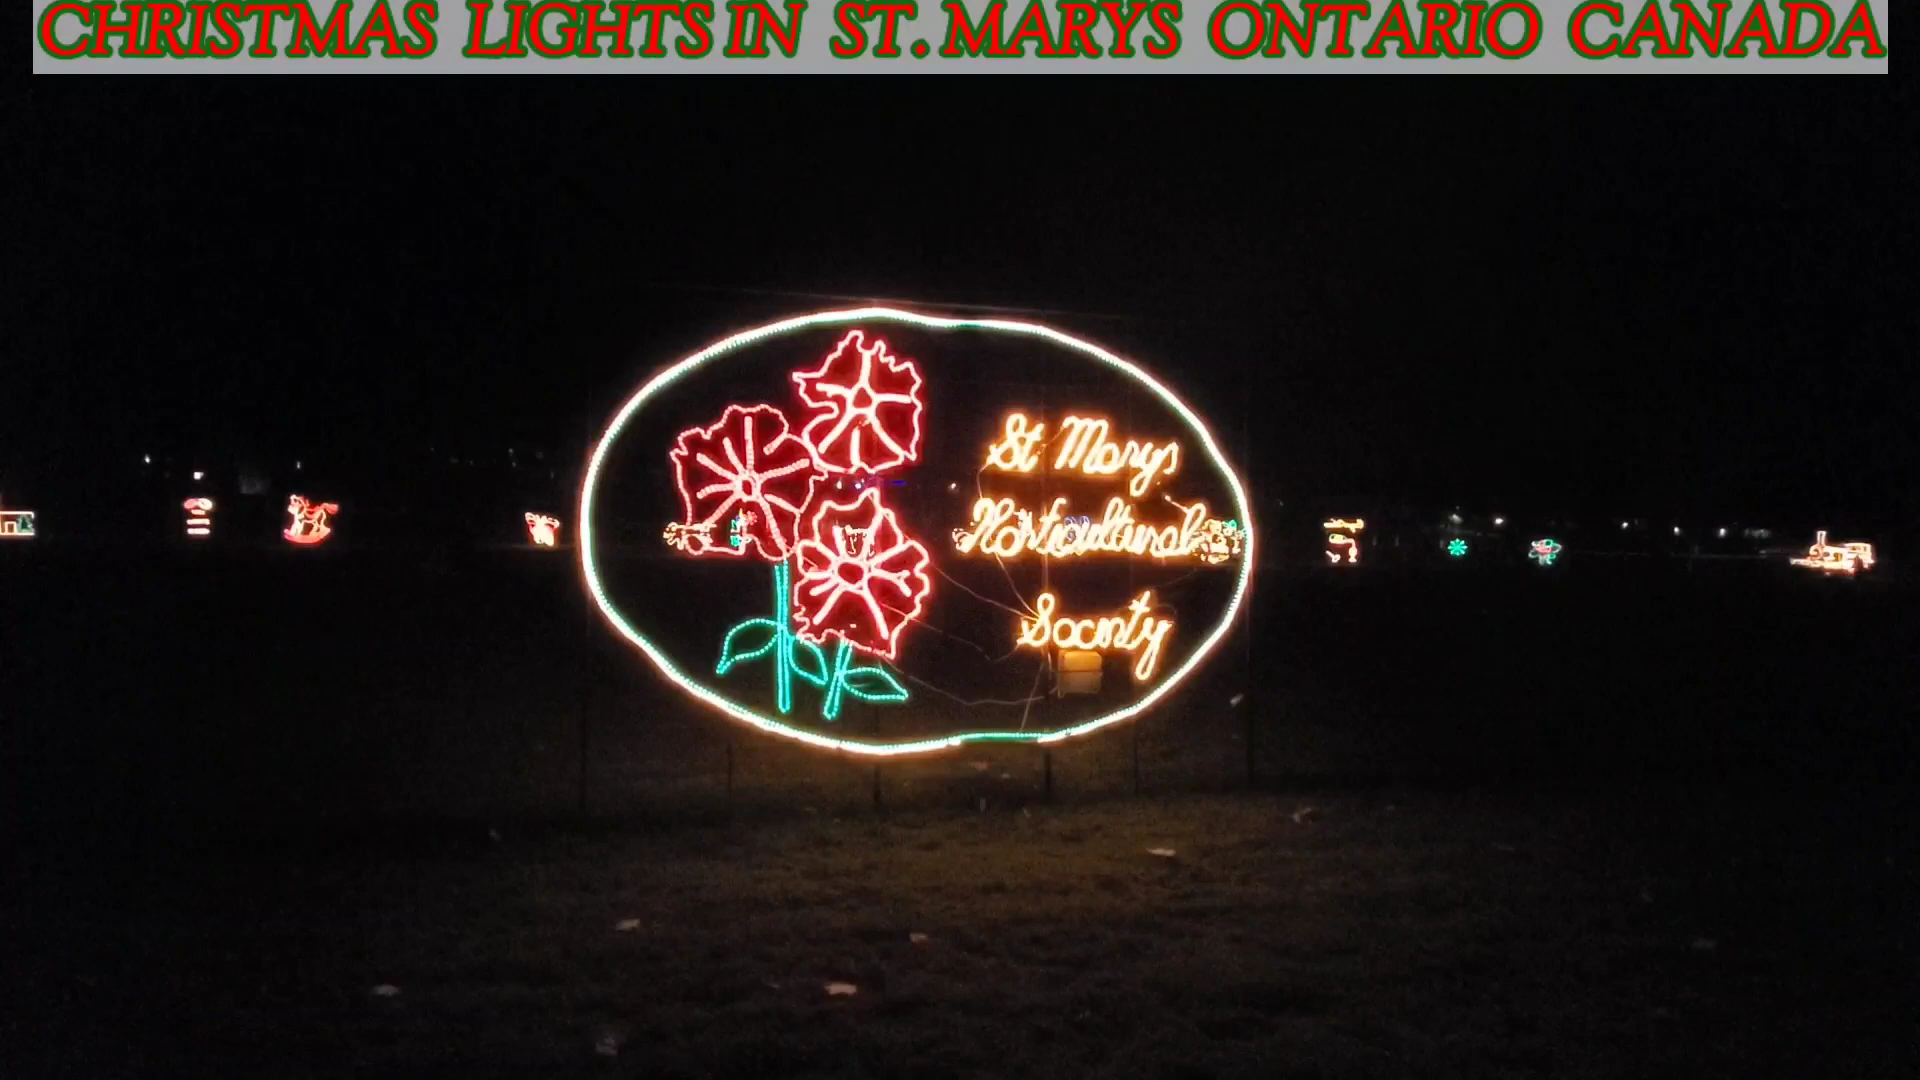 CHRISTMAS LIGHTS IN ST. MARYS ONTARIO CANADA
St Marys
Horticultural
Society